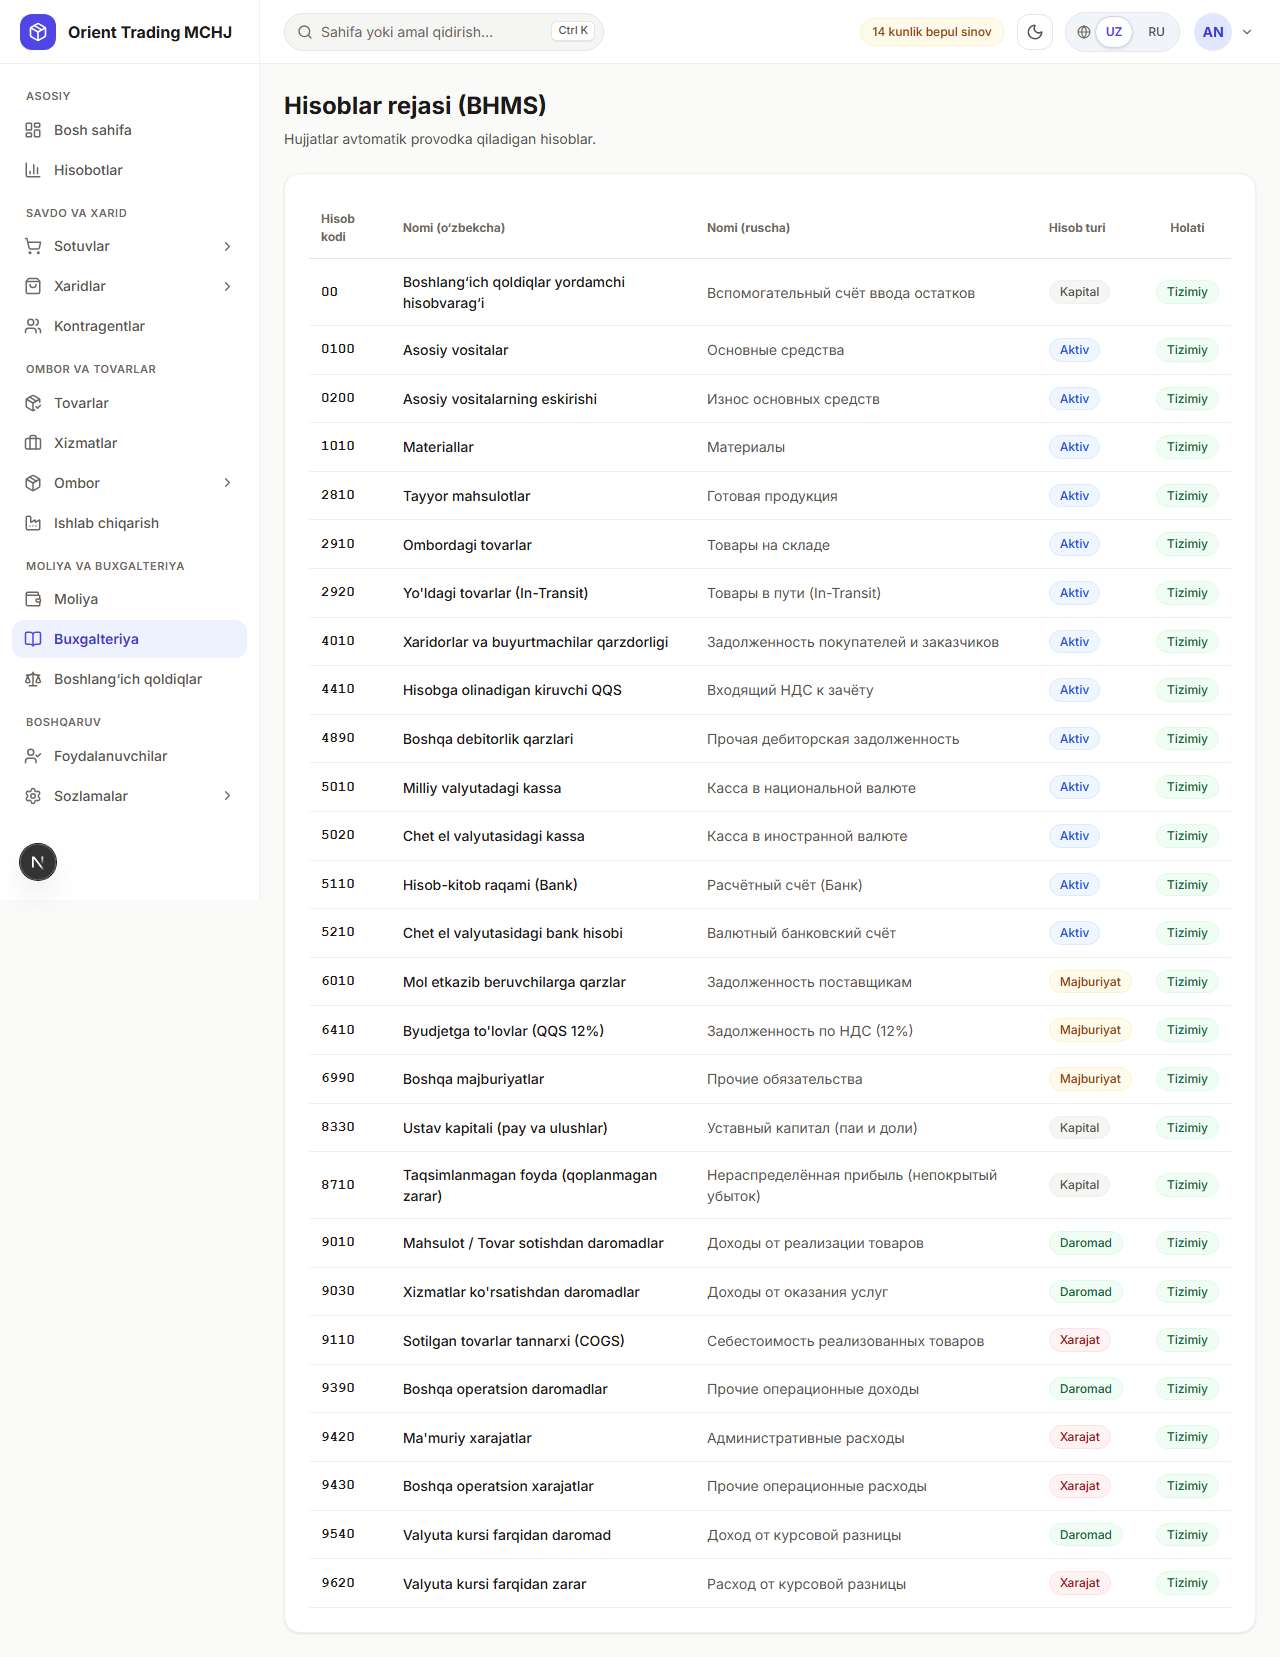 Orient Trading MCHJ
Sahifa yoki amal qidirish...
Ctrl K
14 kunlik bepul sinov
UZ
RU
AN
ASOSIY
Bosh sahifa
Hisobotlar
SAVDO VA XARID
Sotuvlar
Xaridlar
Kontragentlar
OMBOR VA TOVARLAR
Tovarlar
Xizmatlar
Ombor
Ishlab chiqarish
MOLIYA VA BUXGALTERIYA
Moliya
Buxgalteriya
Boshlangʻich qoldiqlar
BOSHQARUV
Foydalanuvchilar
Sozlamalar
N
Hisoblar rejasi (BHMS)
Hujjatlar avtomatik provodka qiladigan hisoblar.
Hisob kodi Nomi (oʻzbekcha) Nomi (ruscha) Hisob turi Holati
00 Boshlangʻich qoldiqlar yordamchi hisobvaragʻi Вспомогательный счёт ввода остатков Kapital Tizimiy
0100 Asosiy vositalar Основные средства Aktiv Tizimiy
0200 Asosiy vositalarning eskirishi Износ основных средств Aktiv Tizimiy
1010 Materiallar Материалы Aktiv Tizimiy
2810 Tayyor mahsulotlar Готовая продукция Aktiv Tizimiy
2910 Ombordagi tovarlar Товары на складе Aktiv Tizimiy
2920 Yo'ldagi tovarlar (In-Transit) Товары в пути (In-Transit) Aktiv Tizimiy
4010 Xaridorlar va buyurtmachilar qarzdorligi Задолженность покупателей и заказчиков Aktiv Tizimiy
4410 Hisobga olinadigan kiruvchi QQS Входящий НДС к зачёту Aktiv Tizimiy
4890 Boshqa debitorlik qarzlari Прочая дебиторская задолженность Aktiv Tizimiy
5010 Milliy valyutadagi kassa Касса в национальной валюте Aktiv Tizimiy
5020 Chet el valyutasidagi kassa Касса в иностранной валюте Aktiv Tizimiy
5110 Hisob-kitob raqami (Bank) Расчётный счёт (Банк) Aktiv Tizimiy
5210 Chet el valyutasidagi bank hisobi Валютный банковский счёт Aktiv Tizimiy
6010 Mol etkazib beruvchilarga qarzlar Задолженность поставщикам Majburiyat Tizimiy
6410 Byudjetga to'lovlar (QQS 12%) Задолженность по НДС (12%) Majburiyat Tizimiy
6990 Boshqa majburiyatlar Прочие обязательства Majburiyat Tizimiy
8330 Ustav kapitali (pay va ulushlar) Уставный капитал (паи и доли) Kapital Tizimiy
8710 Taqsimlanmagan foyda (qoplanmagan zarar) Нераспределённая прибыль (непокрытый убыток) Kapital Tizimiy
9010 Mahsulot / Tovar sotishdan daromadlar Доходы от реализации товаров Daromad Tizimiy
9030 Xizmatlar ko'rsatishdan daromadlar Доходы от оказания услуг Daromad Tizimiy
9110 Sotilgan tovarlar tannarxi (COGS) Себестоимость реализованных товаров Xarajat Tizimiy
9390 Boshqa operatsion daromadlar Прочие операционные доходы Daromad Tizimiy
9420 Ma'muriy xarajatlar Административные расходы Xarajat Tizimiy
9430 Boshqa operatsion xarajatlar Прочие операционные расходы Xarajat Tizimiy
9540 Valyuta kursi farqidan daromad Доход от курсовой разницы Daromad Tizimiy
9620 Valyuta kursi farqidan zarar Расход от курсовой разницы Xarajat Tizimiy